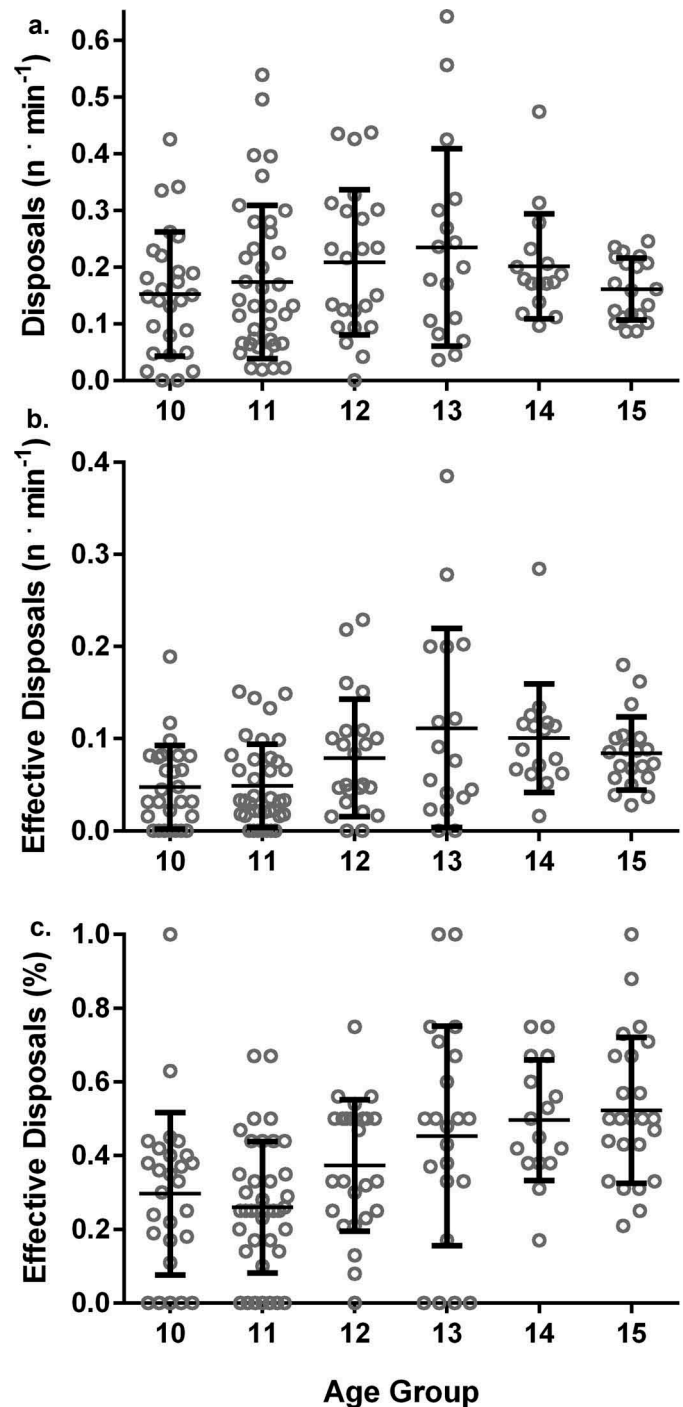 a.
Disposals (n · min⁻¹)
0.6
0.5
0.4
0.3
0.2
0.1
0.0
10 11 12 13 14 15
b.
Effective Disposals (n · min⁻¹)
0.4
0.3
0.2
0.1
0.0
10 11 12 13 14 15
c.
Effective Disposals (%)
1.0
0.8
0.6
0.4
0.2
0.0
10 11 12 13 14 15
Age Group